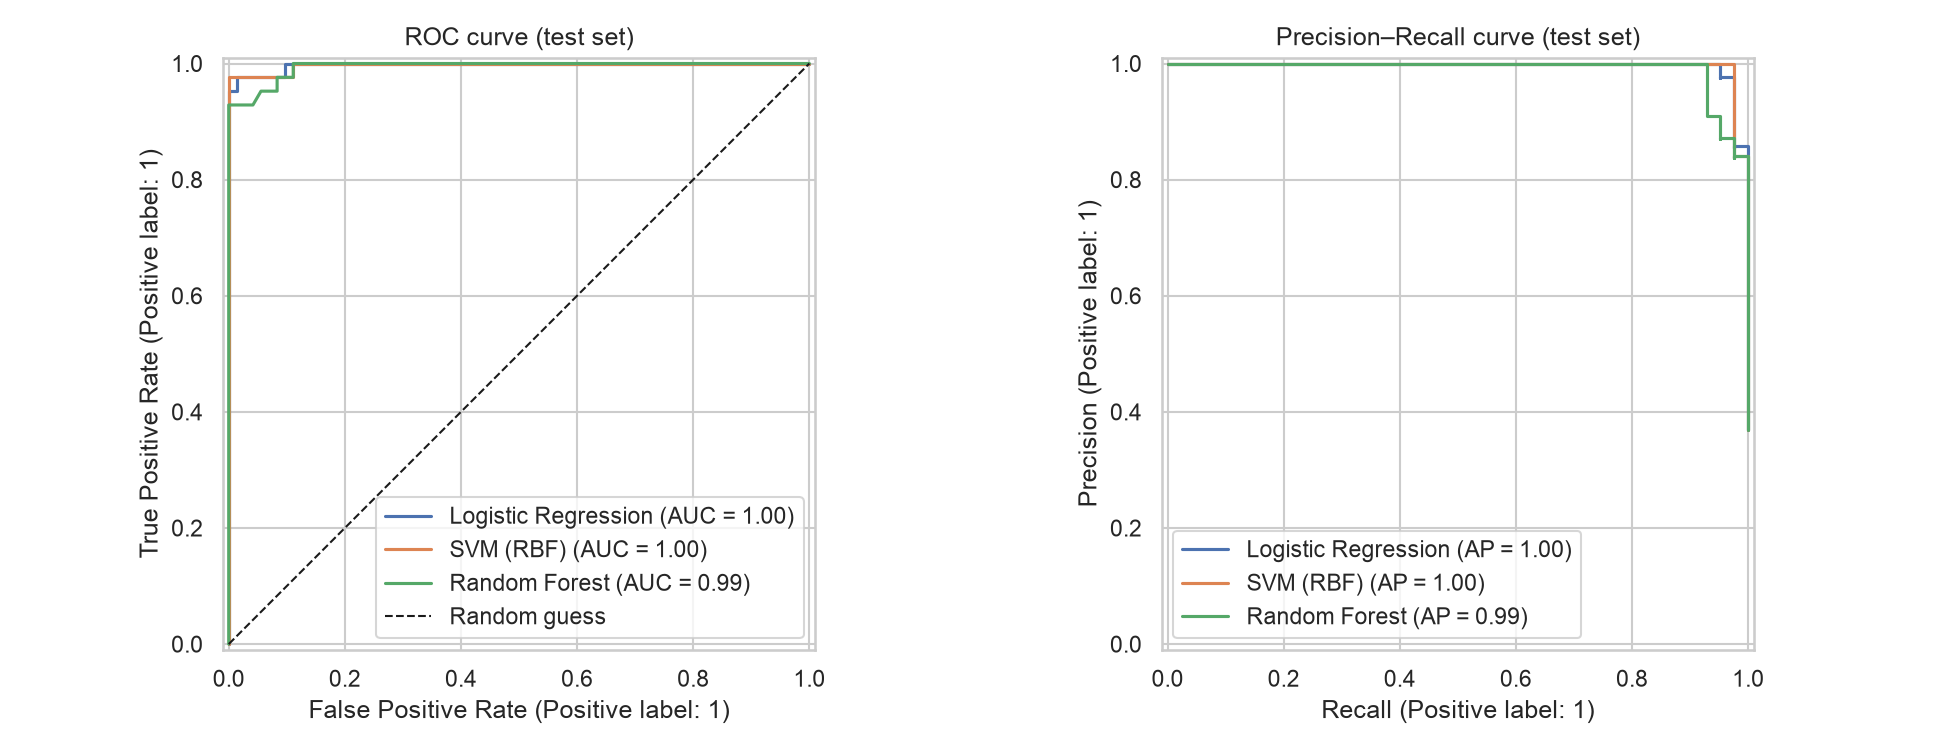 ROC curve (test set)
True Positive Rate (Positive label: 1)
1.0
0.8
0.6
0.4
0.2
0.0
Logistic Regression (AUC = 1.00)
SVM (RBF) (AUC = 1.00)
Random Forest (AUC = 0.99)
Random guess
0.0 0.2 0.4 0.6 0.8 1.0
False Positive Rate (Positive label: 1)
Precision–Recall curve (test set)
Precision (Positive label: 1)
1.0
0.8
0.6
0.4
0.2
0.0
Logistic Regression (AP = 1.00)
SVM (RBF) (AP = 1.00)
Random Forest (AP = 0.99)
0.0 0.2 0.4 0.6 0.8 1.0
Recall (Positive label: 1)